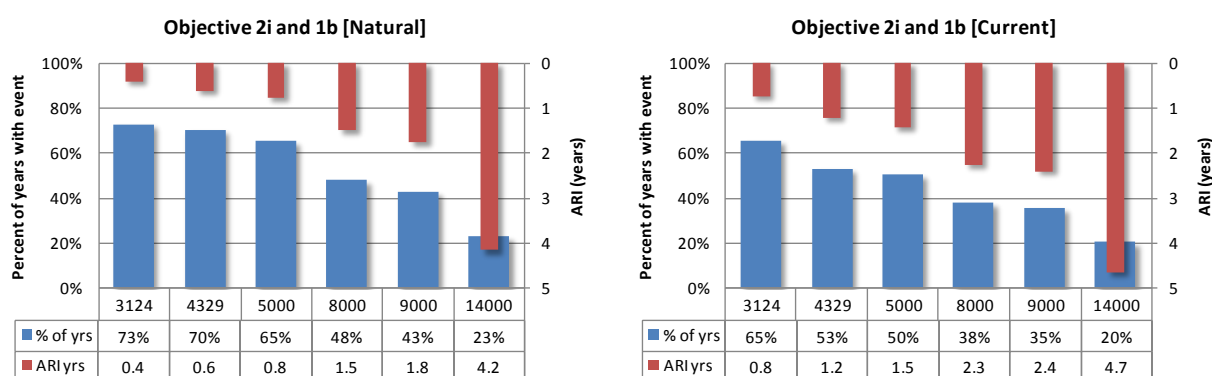 Objective 2i and 1b [Natural]
Percent of years with event
100%
80%
60%
40%
20%
0%
0
1
2
3
4
5
ARI (years)
3124 4329 5000 8000 9000 14000
% of yrs 73% 70% 65% 48% 43% 23%
ARI yrs 0.4 0.6 0.8 1.5 1.8 4.2
Objective 2i and 1b [Current]
Percent of years with event
100%
80%
60%
40%
20%
0%
0
1
2
3
4
5
ARI (years)
3124 4329 5000 8000 9000 14000
% of yrs 65% 53% 50% 38% 35% 20%
ARI yrs 0.8 1.2 1.5 2.3 2.4 4.7